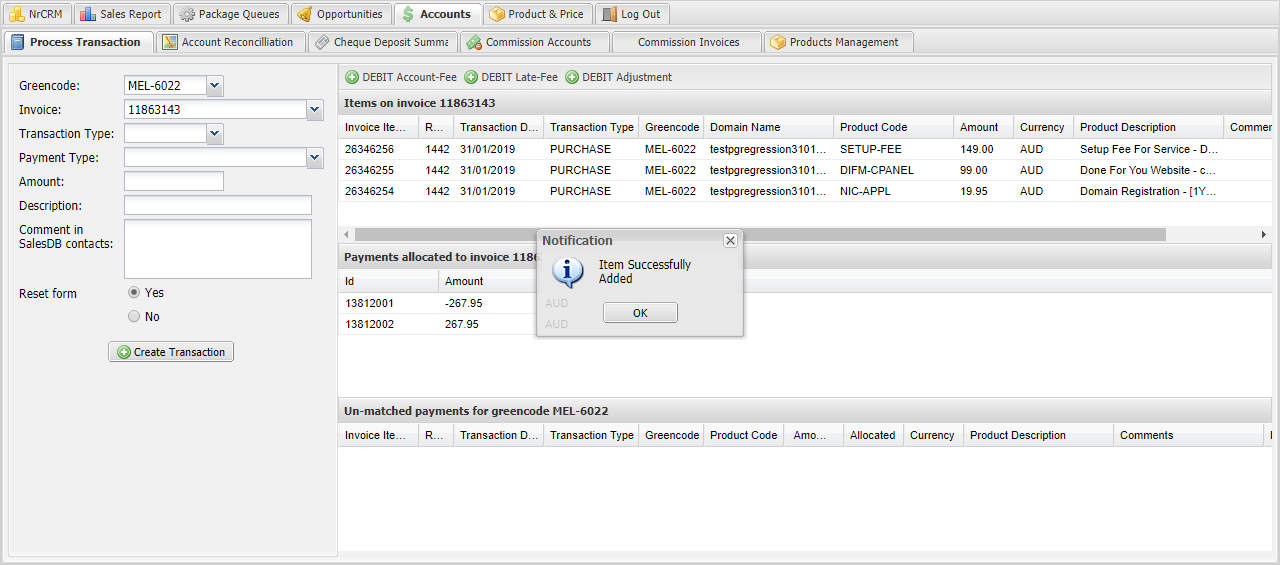 NrCRM Sales Report Package Queues Opportunities Accounts Product & Price Log Out
Process Transaction Account Reconcilliation Cheque Deposit Summa Commission Accounts Commission Invoices Products Management
Greencode: MEL-6022
Invoice: 11863143
Transaction Type:
Payment Type:
Amount:
Description:
Comment in
SalesDB contacts:
Reset form Yes
No
Create Transaction
DEBIT Account-Fee DEBIT Late-Fee DEBIT Adjustment
Items on invoice 11863143
Invoice Ite... R... Transaction D... Transaction Type Greencode Domain Name Product Code Amount Currency Product Description Commen
26346256 1442 31/01/2019 PURCHASE MEL-6022 testpgregression3101... SETUP-FEE 149.00 AUD Setup Fee For Service - D...
26346255 1442 31/01/2019 PURCHASE MEL-6022 testpgregression3101... DIFM-CPANEL 99.00 AUD Done For You Website - c...
26346254 1442 31/01/2019 PURCHASE MEL-6022 testpgregression3101... NIC-APPL 19.95 AUD Domain Registration - [1Y...
Payments allocated to invoice 1186
Id Amount
13812001 -267.95 AUD
13812002 267.95 AUD
Notification
Item Successfully
Added
OK
Un-matched payments for greencode MEL-6022
Invoice Ite... R... Transaction D... Transaction Type Greencode Product Code Amo... Allocated Currency Product Description Comments